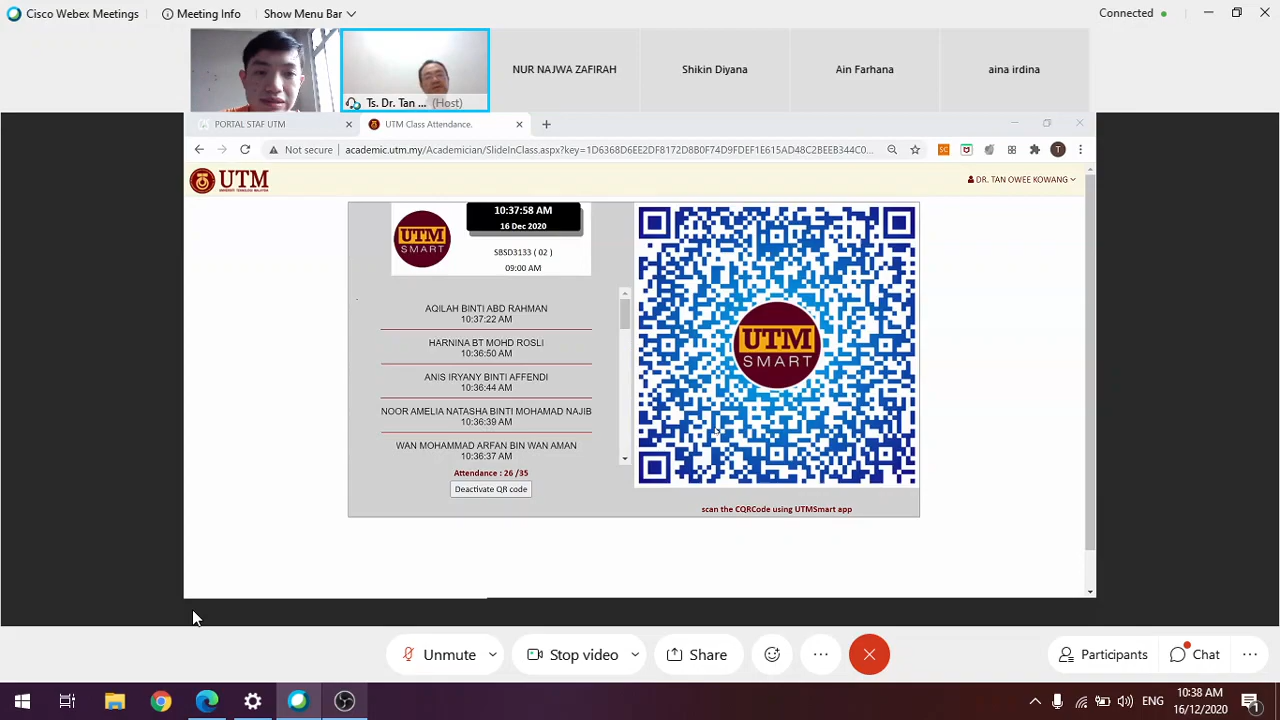 Cisco Webex Meetings
Meeting Info
Show Menu Bar
Connected
Ts. Dr. Tan ... (Host)
NUR NAJWA ZAFIRAH
Shikin Diyana
Ain Farhana
aina irdina
PORTAL STAF UTM
UTM Class Attendance.
Not secure
academic.utm.my/Academician/SlideInClass.aspx?key=1D6368D6EE2DF8172D8B0F74D9FDEF1E615AD48C2BEEB344C0...
SC
T
UTM
UNIVERSITI TEKNOLOGI MALAYSIA
DR. TAN OWEE KOWANG
UTM
SMART
10:37:58 AM
16 Dec 2020
SBSD3133 ( 02 )
09:00 AM
AQILAH BINTI ABD RAHMAN
10:37:22 AM
HARNINA BT MOHD ROSLI
10:36:50 AM
ANIS IRYANY BINTI AFFENDI
10:36:44 AM
NOOR AMELIA NATASHA BINTI MOHAMAD NAJIB
10:36:39 AM
WAN MOHAMMAD ARFAN BIN WAN AMAN
10:36:37 AM
Attendance : 26 /35
Deactivate QR code
UTM
SMART
scan the CQRCode using UTMSmart app
Unmute
Stop video
Share
Participants
Chat
ENG
10:38 AM
16/12/2020
1